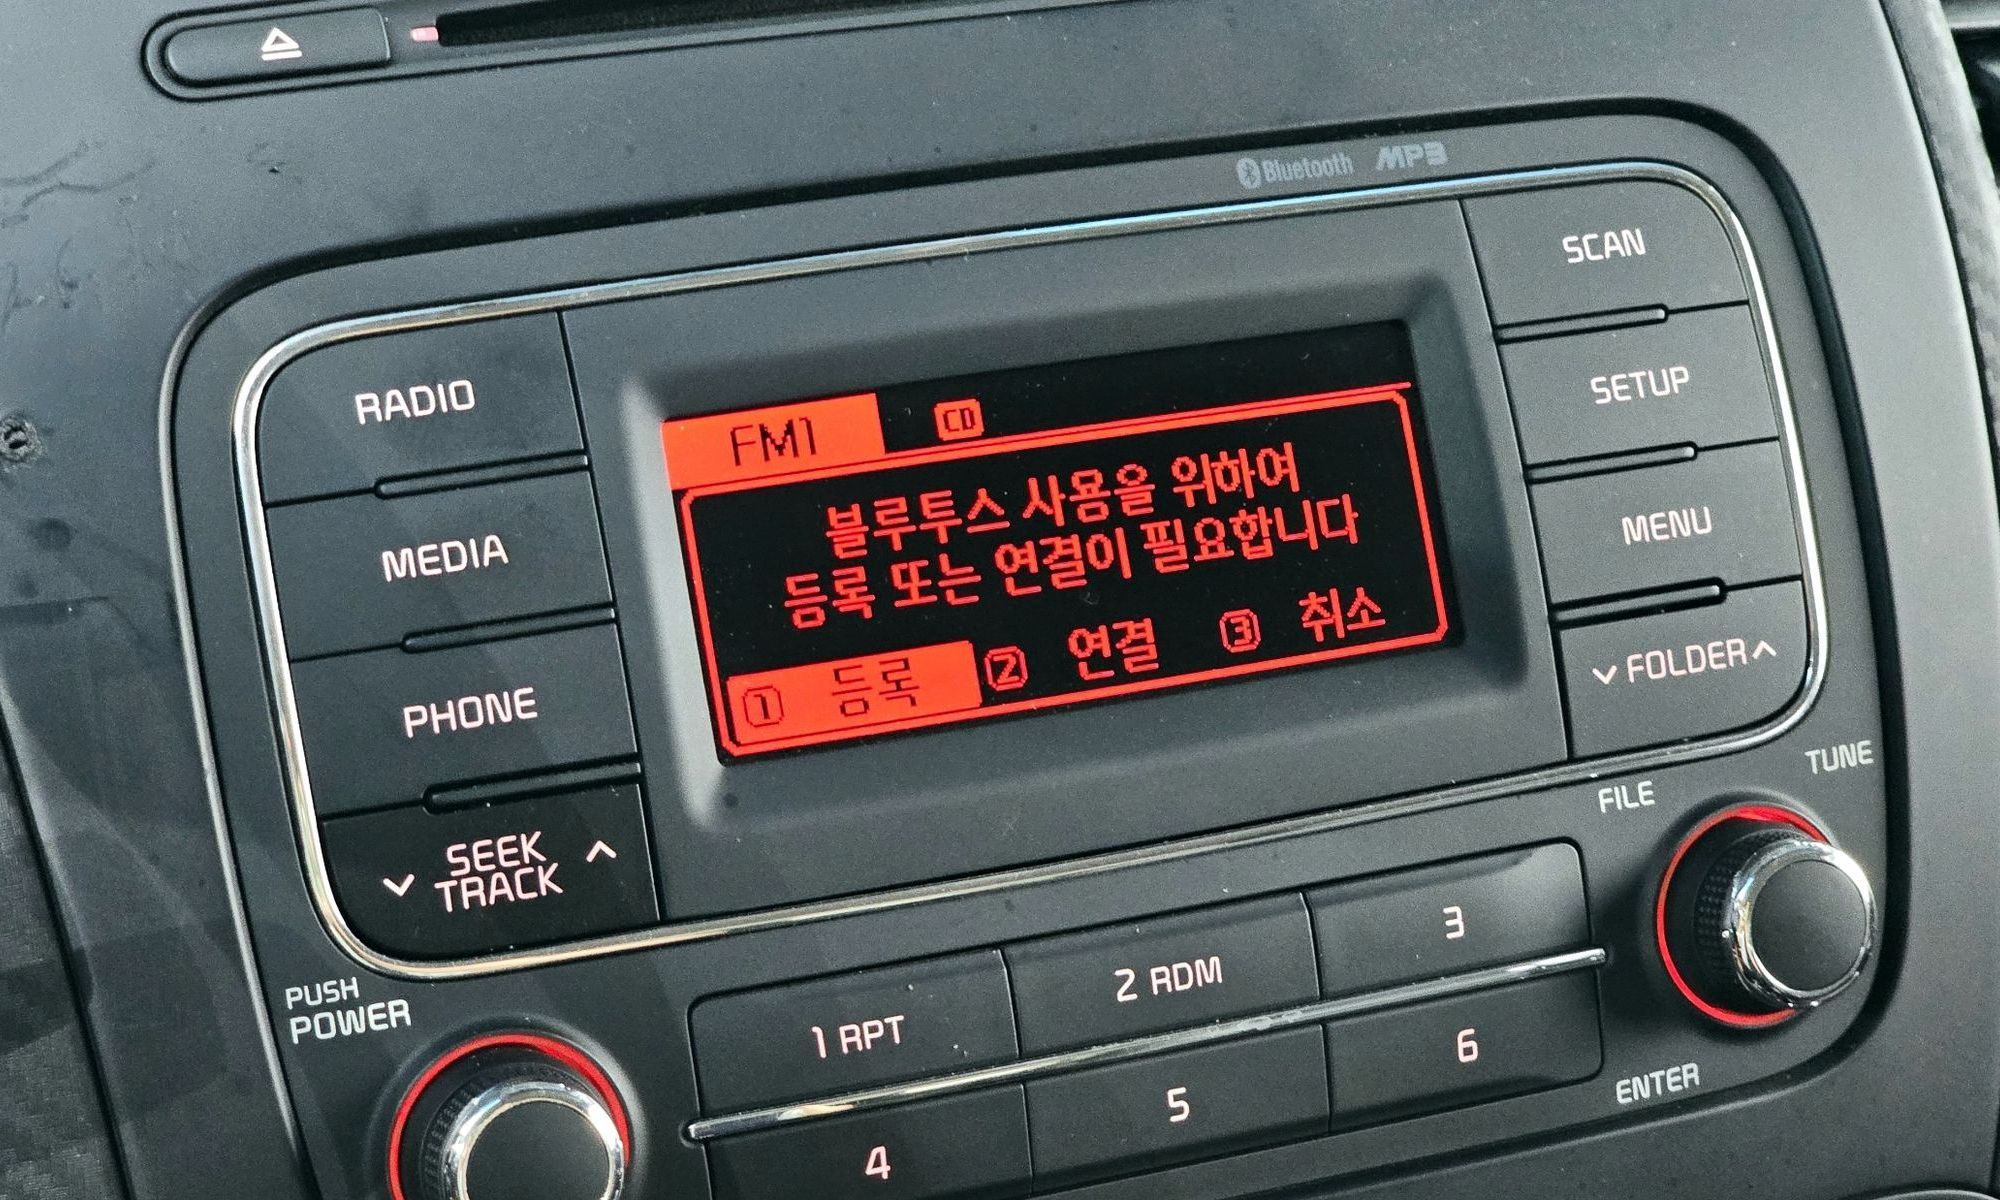 Bluetooth MP3
RADIO
MEDIA
PHONE
SEEK
TRACK
FM1 CD
블루투스 사용을 위하여
등록 또는 연결이 필요합니다
1 등록 2 연결 3 취소
SCAN
SETUP
MENU
FOLDER
TUNE
FILE
PUSH
POWER
1 RPT
2 RDM
3
4
5
6
ENTER